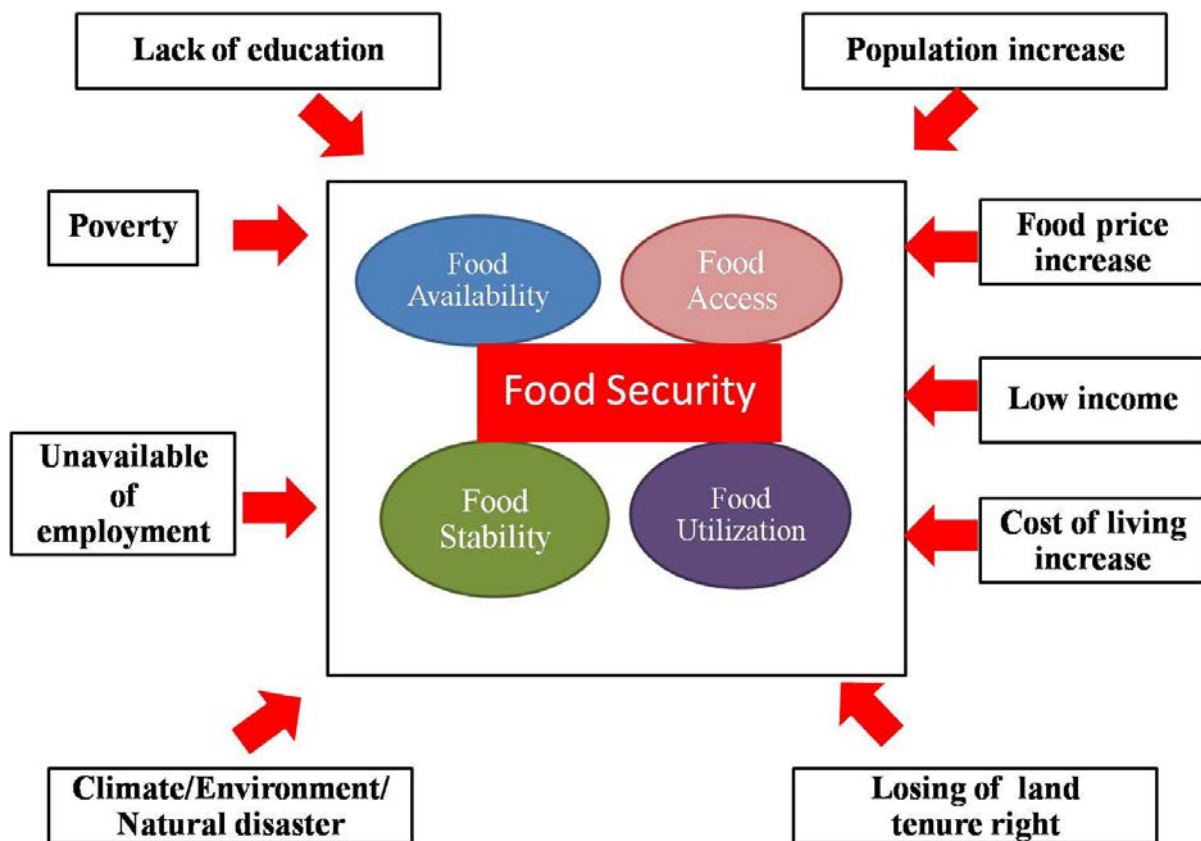 Lack of education
Population increase
Poverty
Food price
increase
Food
Availability
Food
Access
Food Security
Low income
Unavailable
of
employment
Food
Stability
Food
Utilization
Cost of living
increase
Climate/Environment/
Natural disaster
Losing of land
tenure right